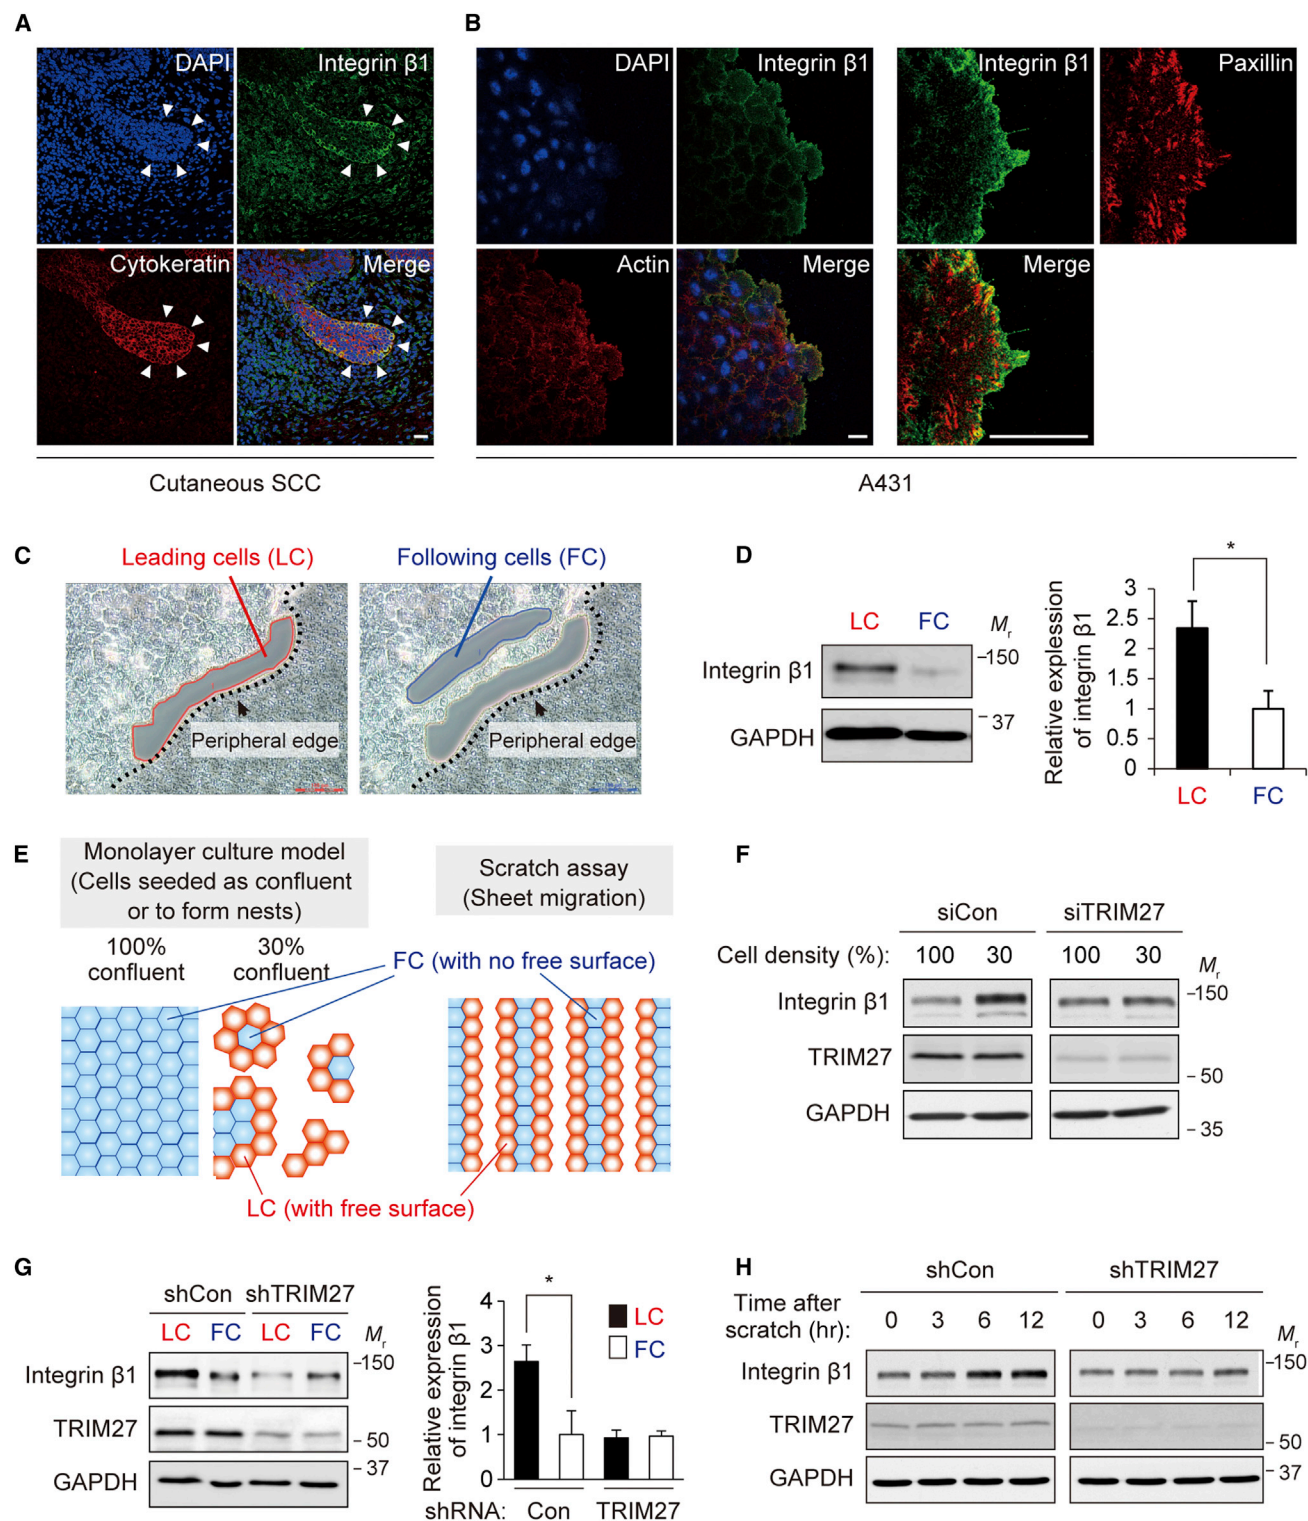 A
DAPI
Integrin β1
Cytokeratin
Merge
Cutaneous SCC
B
DAPI
Integrin β1
Integrin β1
Paxillin
Actin
Merge
Merge
A431
C
Leading cells (LC)
Following cells (FC)
Peripheral edge
Peripheral edge
D
LC FC Mr
Integrin β1
-150
GAPDH
- 37
Relative explession
of integrin β1
3
2.5
2
1.5
1
0.5
0
*
LC FC
E
Monolayer culture model
(Cells seeded as confluent
or to form nests)
Scratch assay
(Sheet migration)
100%
confluent
30%
confluent
FC (with no free surface)
LC (with free surface)
F
siCon siTRIM27
Cell density (%): 100 30 100 30 Mr
Integrin β1
-150
TRIM27
- 50
GAPDH
- 35
G
shCon shTRIM27
LC FC LC FC Mr
Integrin β1
-150
TRIM27
- 50
- 37
GAPDH
Relative expression
of integrin β1
4
3
2
1
0
*
LC
FC
shRNA: Con TRIM27
H
shCon shTRIM27
Time after
scratch (hr):
0 3 6 12 0 3 6 12 Mr
Integrin β1
-150
TRIM27
- 50
GAPDH
- 37